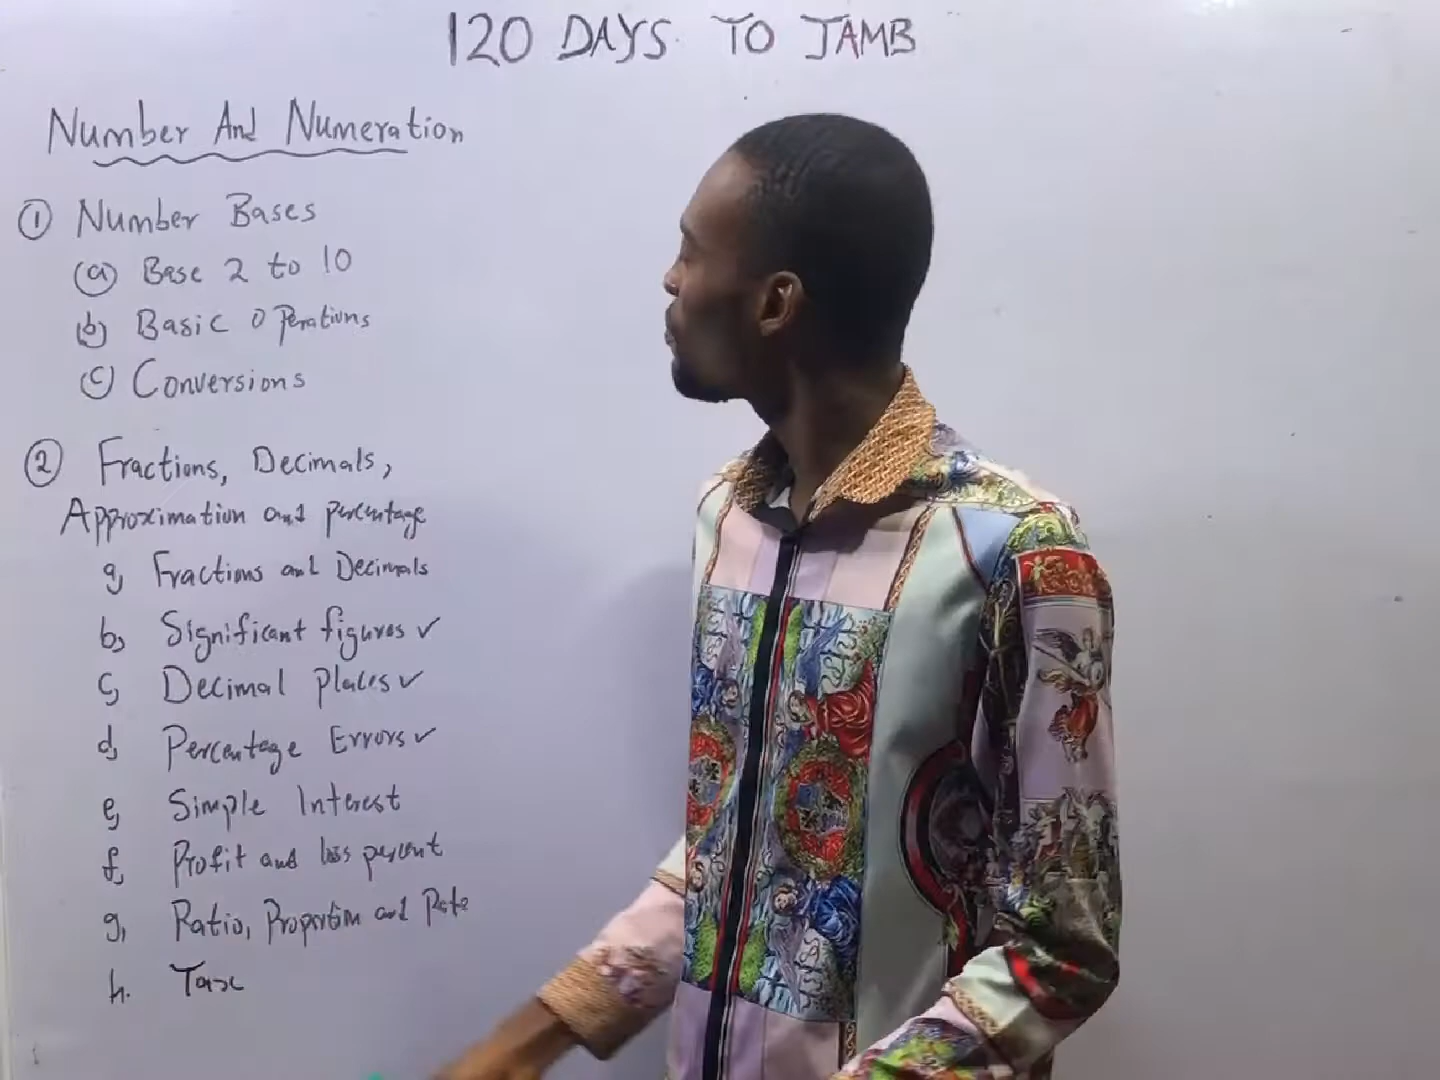 120 DAYS TO JAMB
Number And Numeration
① Number Bases
(a) Base 2 to 10
(b) Basic Operations
(c) Conversions
② Fractions, Decimals,
Approximation and percentage
a, Fractions and Decimals
b, Significant figures ✓
c, Decimal places ✓
d, Percentage Errors ✓
e, Simple Interest
f, Profit and loss percent
g, Ratio, Proportion and Rate
h. Tax